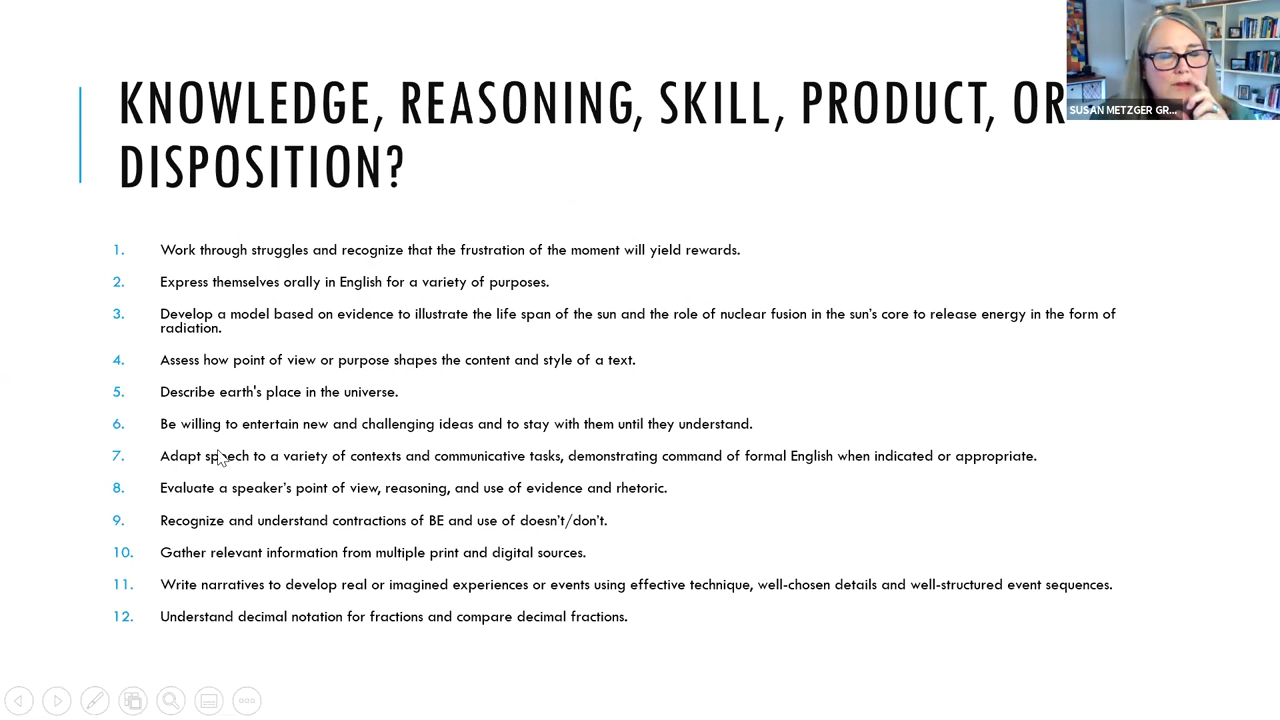 KNOWLEDGE, REASONING, SKILL, PRODUCT, OR
DISPOSITION?
SUSAN METZGER GR...
1. Work through struggles and recognize that the frustration of the moment will yield rewards.
2. Express themselves orally in English for a variety of purposes.
3. Develop a model based on evidence to illustrate the life span of the sun and the role of nuclear fusion in the sun's core to release energy in the form of
radiation.
4. Assess how point of view or purpose shapes the content and style of a text.
5. Describe earth's place in the universe.
6. Be willing to entertain new and challenging ideas and to stay with them until they understand.
7. Adapt speech to a variety of contexts and communicative tasks, demonstrating command of formal English when indicated or appropriate.
8. Evaluate a speaker's point of view, reasoning, and use of evidence and rhetoric.
9. Recognize and understand contractions of BE and use of doesn't/don't.
10. Gather relevant information from multiple print and digital sources.
11. Write narratives to develop real or imagined experiences or events using effective technique, well-chosen details and well-structured event sequences.
12. Understand decimal notation for fractions and compare decimal fractions.